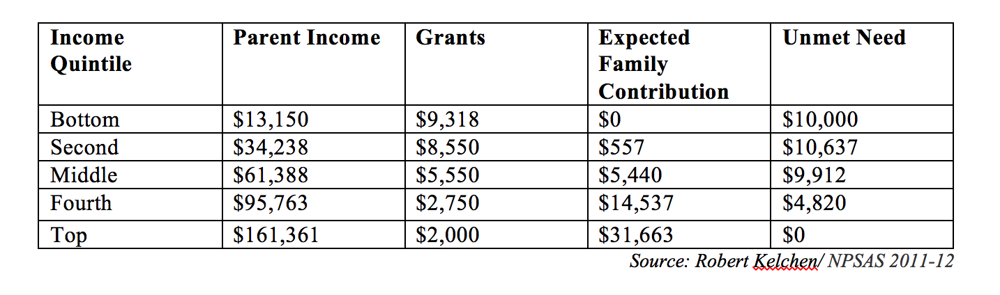 Income Quintile Parent Income Grants Expected Family Contribution Unmet Need
Bottom $13,150 $9,318 $0 $10,000
Second $34,238 $8,550 $557 $10,637
Middle $61,388 $5,550 $5,440 $9,912
Fourth $95,763 $2,750 $14,537 $4,820
Top $161,361 $2,000 $31,663 $0
Source: Robert Kelchen/ NPSAS 2011-12